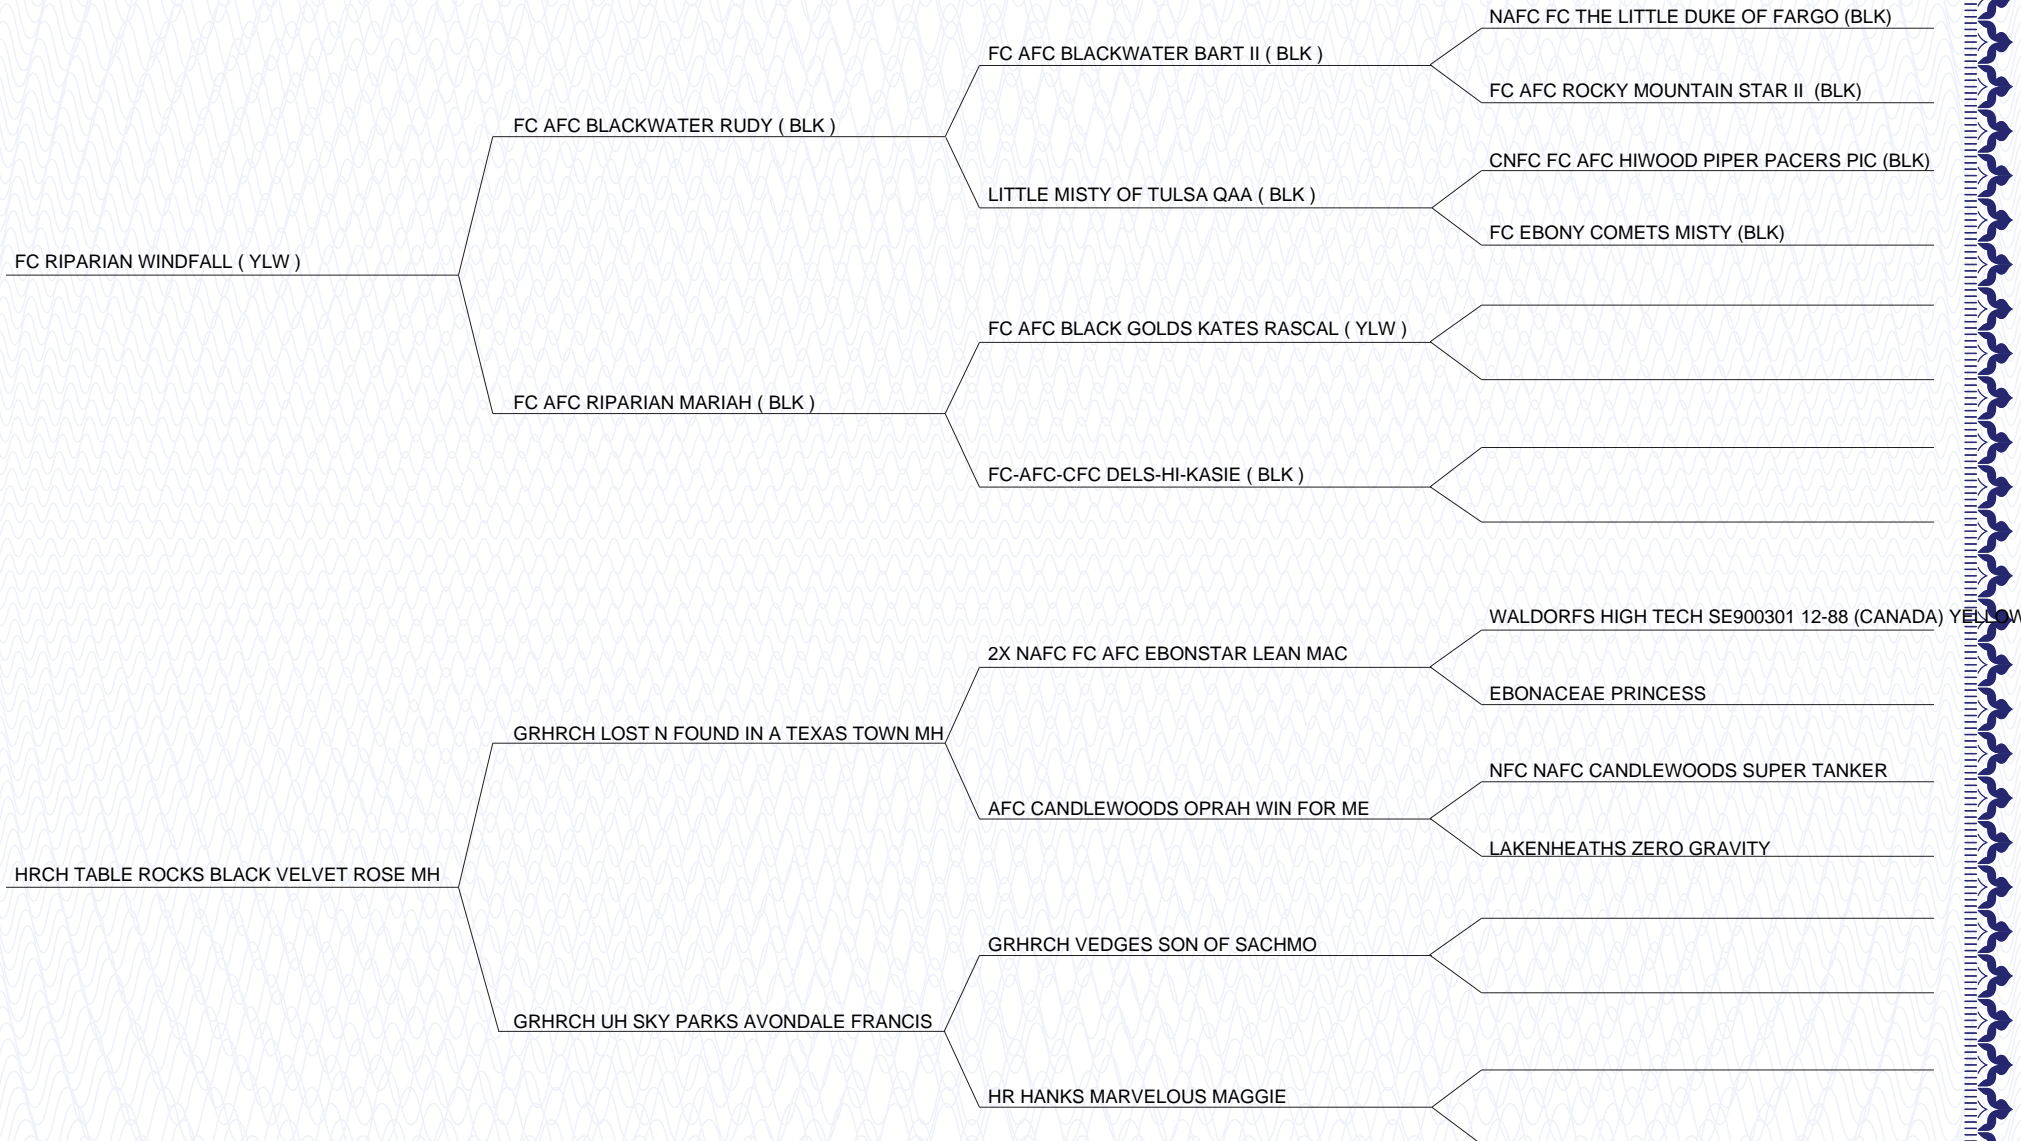 NAFC FC THE LITTLE DUKE OF FARGO (BLK)
FC AFC BLACKWATER BART II ( BLK )
FC AFC ROCKY MOUNTAIN STAR II (BLK)
FC AFC BLACKWATER RUDY ( BLK )
CNFC FC AFC HIWOOD PIPER PACERS PIC (BLK)
LITTLE MISTY OF TULSA QAA ( BLK )
FC EBONY COMETS MISTY (BLK)
FC RIPARIAN WINDFALL ( YLW )
FC AFC BLACK GOLDS KATES RASCAL ( YLW )
FC AFC RIPARIAN MARIAH ( BLK )
FC-AFC-CFC DELS-HI-KASIE ( BLK )
WALDORFS HIGH TECH SE900301 12-88 (CANADA) YELLOW
2X NAFC FC AFC EBONSTAR LEAN MAC
EBONACEAE PRINCESS
GRHRCH LOST N FOUND IN A TEXAS TOWN MH
NFC NAFC CANDLEWOODS SUPER TANKER
AFC CANDLEWOODS OPRAH WIN FOR ME
LAKENHEATHS ZERO GRAVITY
HRCH TABLE ROCKS BLACK VELVET ROSE MH
GRHRCH VEDGES SON OF SACHMO
GRHRCH UH SKY PARKS AVONDALE FRANCIS
HR HANKS MARVELOUS MAGGIE